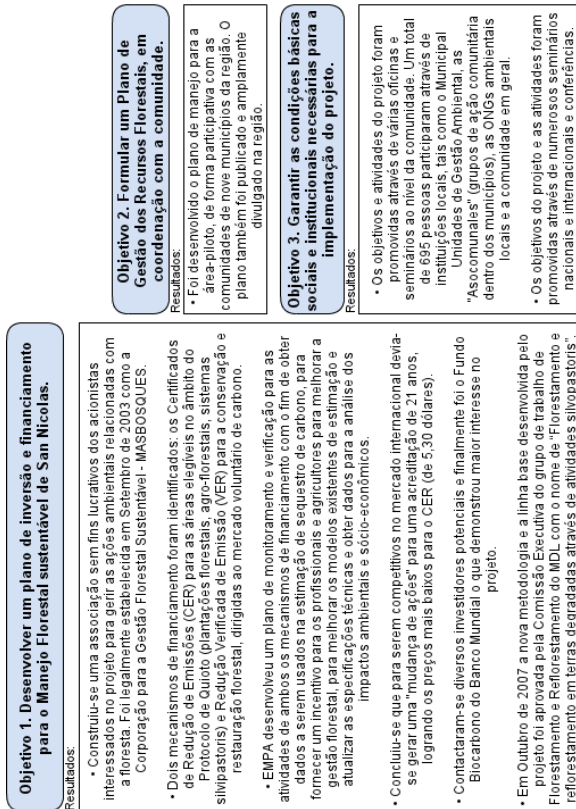 Objetivo 1. Desenvolver um plano de inversão e financiamento
para o Manejo Florestal sustentável de San Nicolas.
Resultados:
• Construiu-se uma associação sem fins lucrativos dos acionistas
interessados no projeto para gerir as ações ambientais relacionadas com
a floresta. Foi legalmente estabelecida em Setembro de 2003 como a
Corporação para a Gestão Florestal Sustentável - MASBOSQUES.
• Dois mecanismos de financiamento foram identificados: os Certificados
de Redução de Emissões (CER) para as áreas elegíveis no âmbito do
Protocolo de Quioto (plantações florestais, agro-florestais, sistemas
silvipastoris) e Redução Verificada de Emissão (VER) para a conservação e
restauração florestal, dirigidas ao mercado voluntário de carbono.
• EMPA desenvolveu um plano de monitoramento e verificação para as
atividades de ambos os mecanismos de financiamento com o fim de obter
dados a serem usados na estimação de sequestro de carbono, para
fornecer um incentivo para os profissionais e agricultores para melhorar a
gestão florestal, para melhorar os modelos existentes de estimação e
atualizar as especificações técnicas e obter dados para a análise dos
impactos ambientais e sócio-econômicos.
• Concluiu-se que para serem competitivos no mercado internacional devia-
se gerar uma "mudança de ações" para uma acreditação de 21 anos,
logrando os preços mais baixos para o CER (de 5,30 dólares).
• Contactaram-se diversos investidores potenciais e finalmente foi o Fundo
Biocarbono do Banco Mundial o que demonstrou maior interesse no
projeto.
• Em Outubro de 2007 a nova metodologia e a linha base desenvolvida pelo
projeto foi aprovada pela Comissão Executiva do grupo de trabalho de
Florestamento e Reflorestamento do MDL com o nome de "Florestamento e
reflorestamento em terras degradadas através de atividades silvopastoris".
Objetivo 2. Formular um Plano de
Gestão dos Recursos Florestais, em
coordenação com a comunidade.
Resultados:
• Foi desenvolvido o plano de manejo para a
área-piloto, de forma participativa com as
comunidades de nove municípios da região. O
plano também foi publicado e amplamente
divulgado na região.
Objetivo 3. Garantir as condições básicas
sociais e institucionais necessárias para a
implementação do projeto.
Resultados:
• Os objetivos e atividades do projeto foram
promovidas através de várias oficinas e
seminários ao nível da comunidade. Um total
de 695 pessoas participaram através de
instituições locais, tais como o Municipal
Unidades de Gestão Ambiental, as
"Asocomunales" (grupos de ação comunitária
dentro dos municípios), as ONGs ambientais
locais e a comunidade em geral.
• Os objetivos do projeto e as atividades foram
promovidas através de numerosos seminários
nacionais e internacionais e conferências.